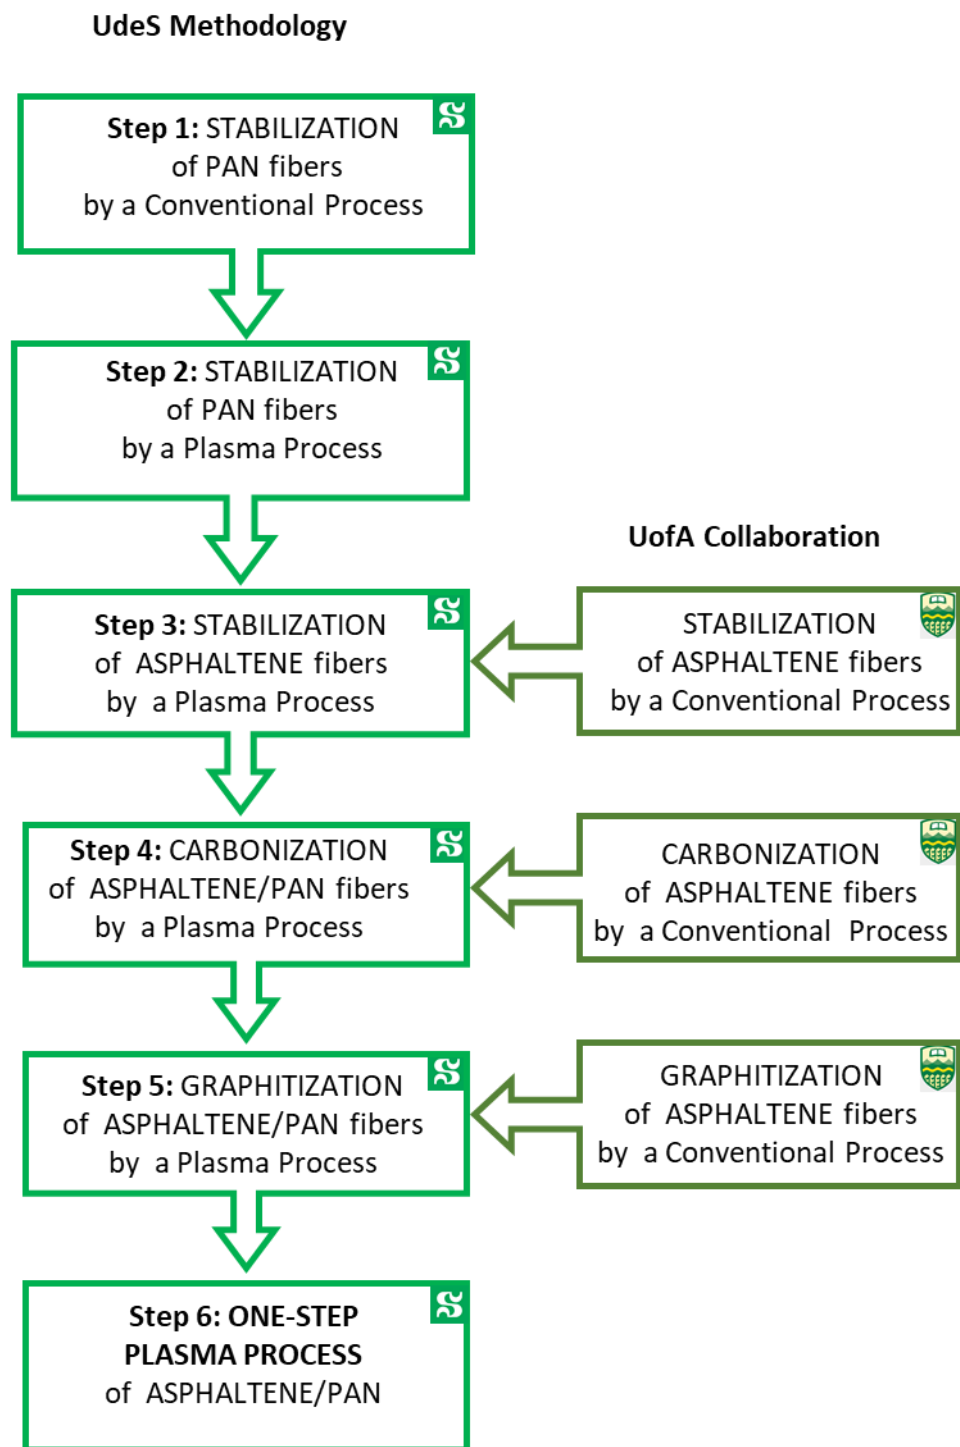 UdeS Methodology
Step 1: STABILIZATION
of PAN fibers
by a Conventional Process
Step 2: STABILIZATION
of PAN fibers
by a Plasma Process
UofA Collaboration
Step 3: STABILIZATION
of ASPHALTENE fibers
by a Plasma Process
STABILIZATION
of ASPHALTENE fibers
by a Conventional Process
Step 4: CARBONIZATION
of ASPHALTENE/PAN fibers
by a Plasma Process
CARBONIZATION
of ASPHALTENE fibers
by a Conventional Process
Step 5: GRAPHITIZATION
of ASPHALTENE/PAN fibers
by a Plasma Process
GRAPHITIZATION
of ASPHALTENE fibers
by a Conventional Process
Step 6: ONE-STEP
PLASMA PROCESS
of ASPHALTENE/PAN